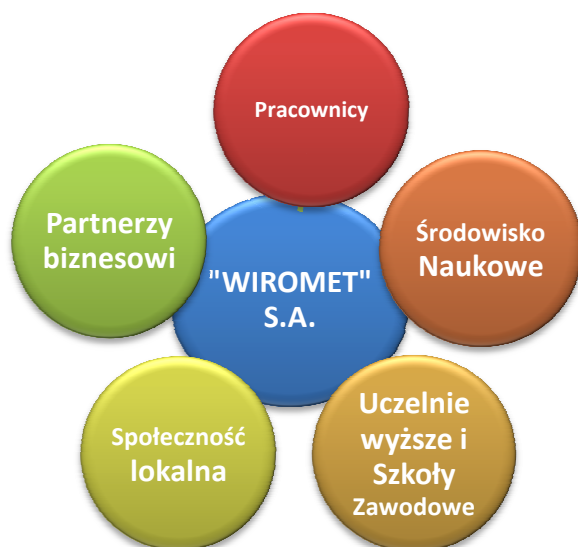 Pracownicy
Partnerzy
biznesowi
Środowisko
Naukowe
"WIROMET"
S.A.
Społeczność
lokalna
Uczelnie
wyższe i
Szkoły
Zawodowe